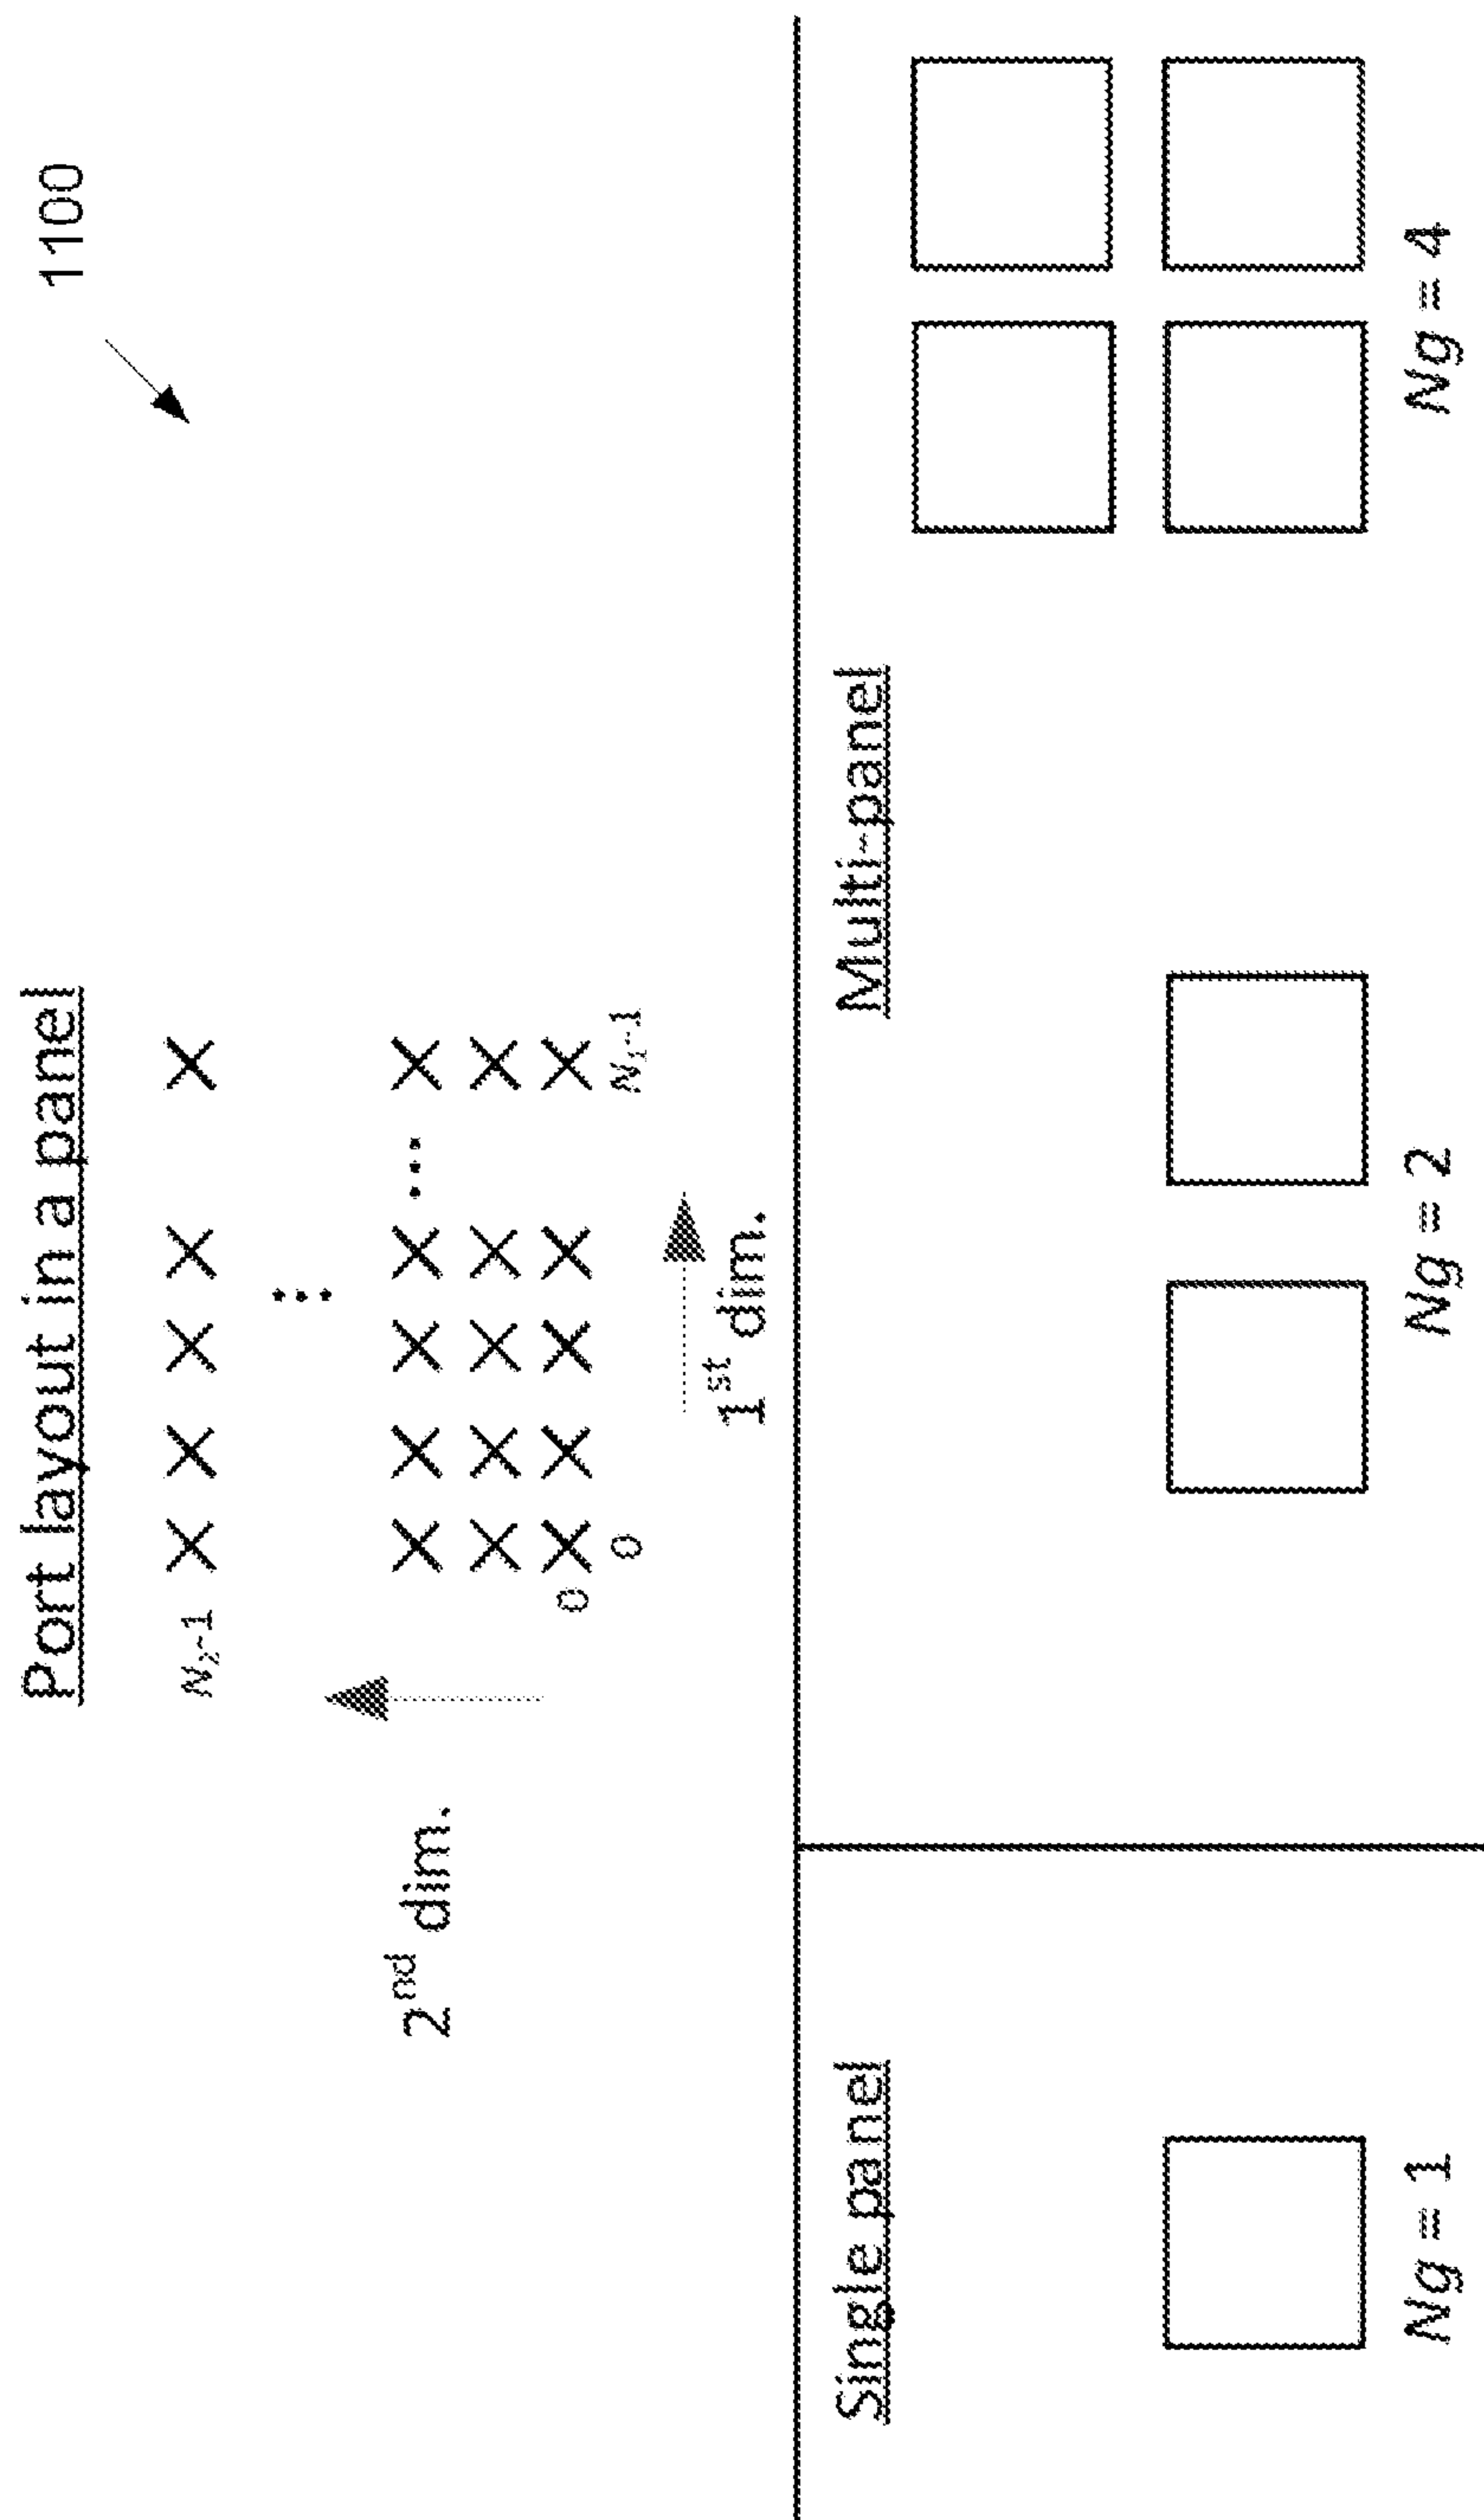 1100
Port layout in a panel
N₂-1
2nd dim.
0
0 N₁-1
1st dim.
Single panel
Multi-panel
Ng = 1
Ng = 2
Ng = 4